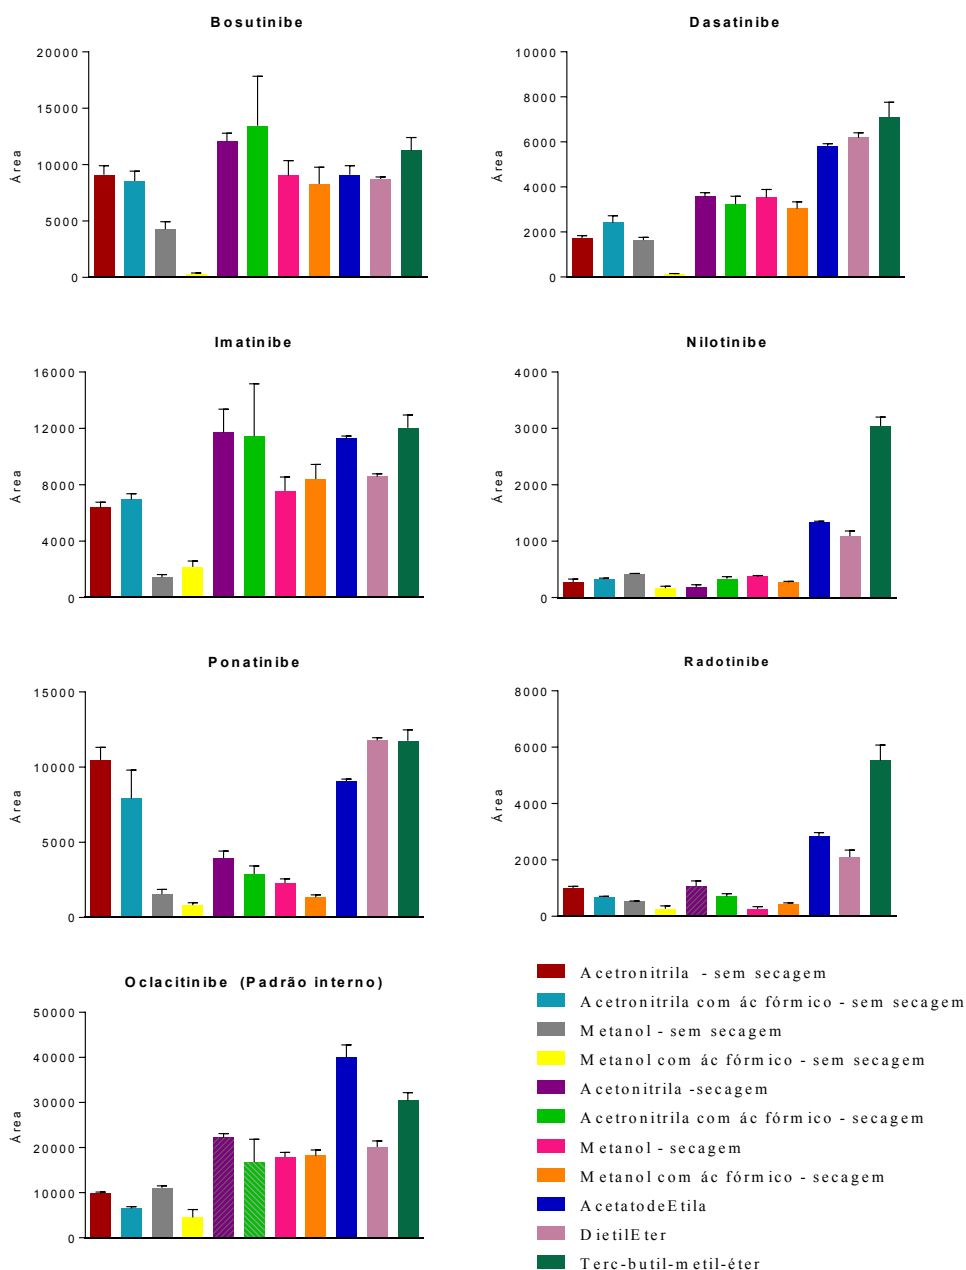 Bosutinibe
20000
15000
10000
5000
0
Área
Dasatinibe
10000
8000
6000
4000
2000
0
Área
Imatinibe
16000
12000
8000
4000
0
Área
Nilotinibe
4000
3000
2000
1000
0
Área
Ponatinibe
15000
10000
5000
0
Área
Radotinibe
8000
6000
4000
2000
0
Área
Oclacitinibe (Padrão interno)
50000
40000
30000
20000
10000
0
Área
Acetronitrila - sem secagem
Acetronitrila com ác fórmico - sem secagem
Metanol - sem secagem
Metanol com ác fórmico - sem secagem
Acetonitrila -secagem
Acetronitrila com ác fórmico - secagem
Metanol - secagem
Metanol com ác fórmico - secagem
AcetatodeEtila
DietilEter
Terc-butil-metil-éter